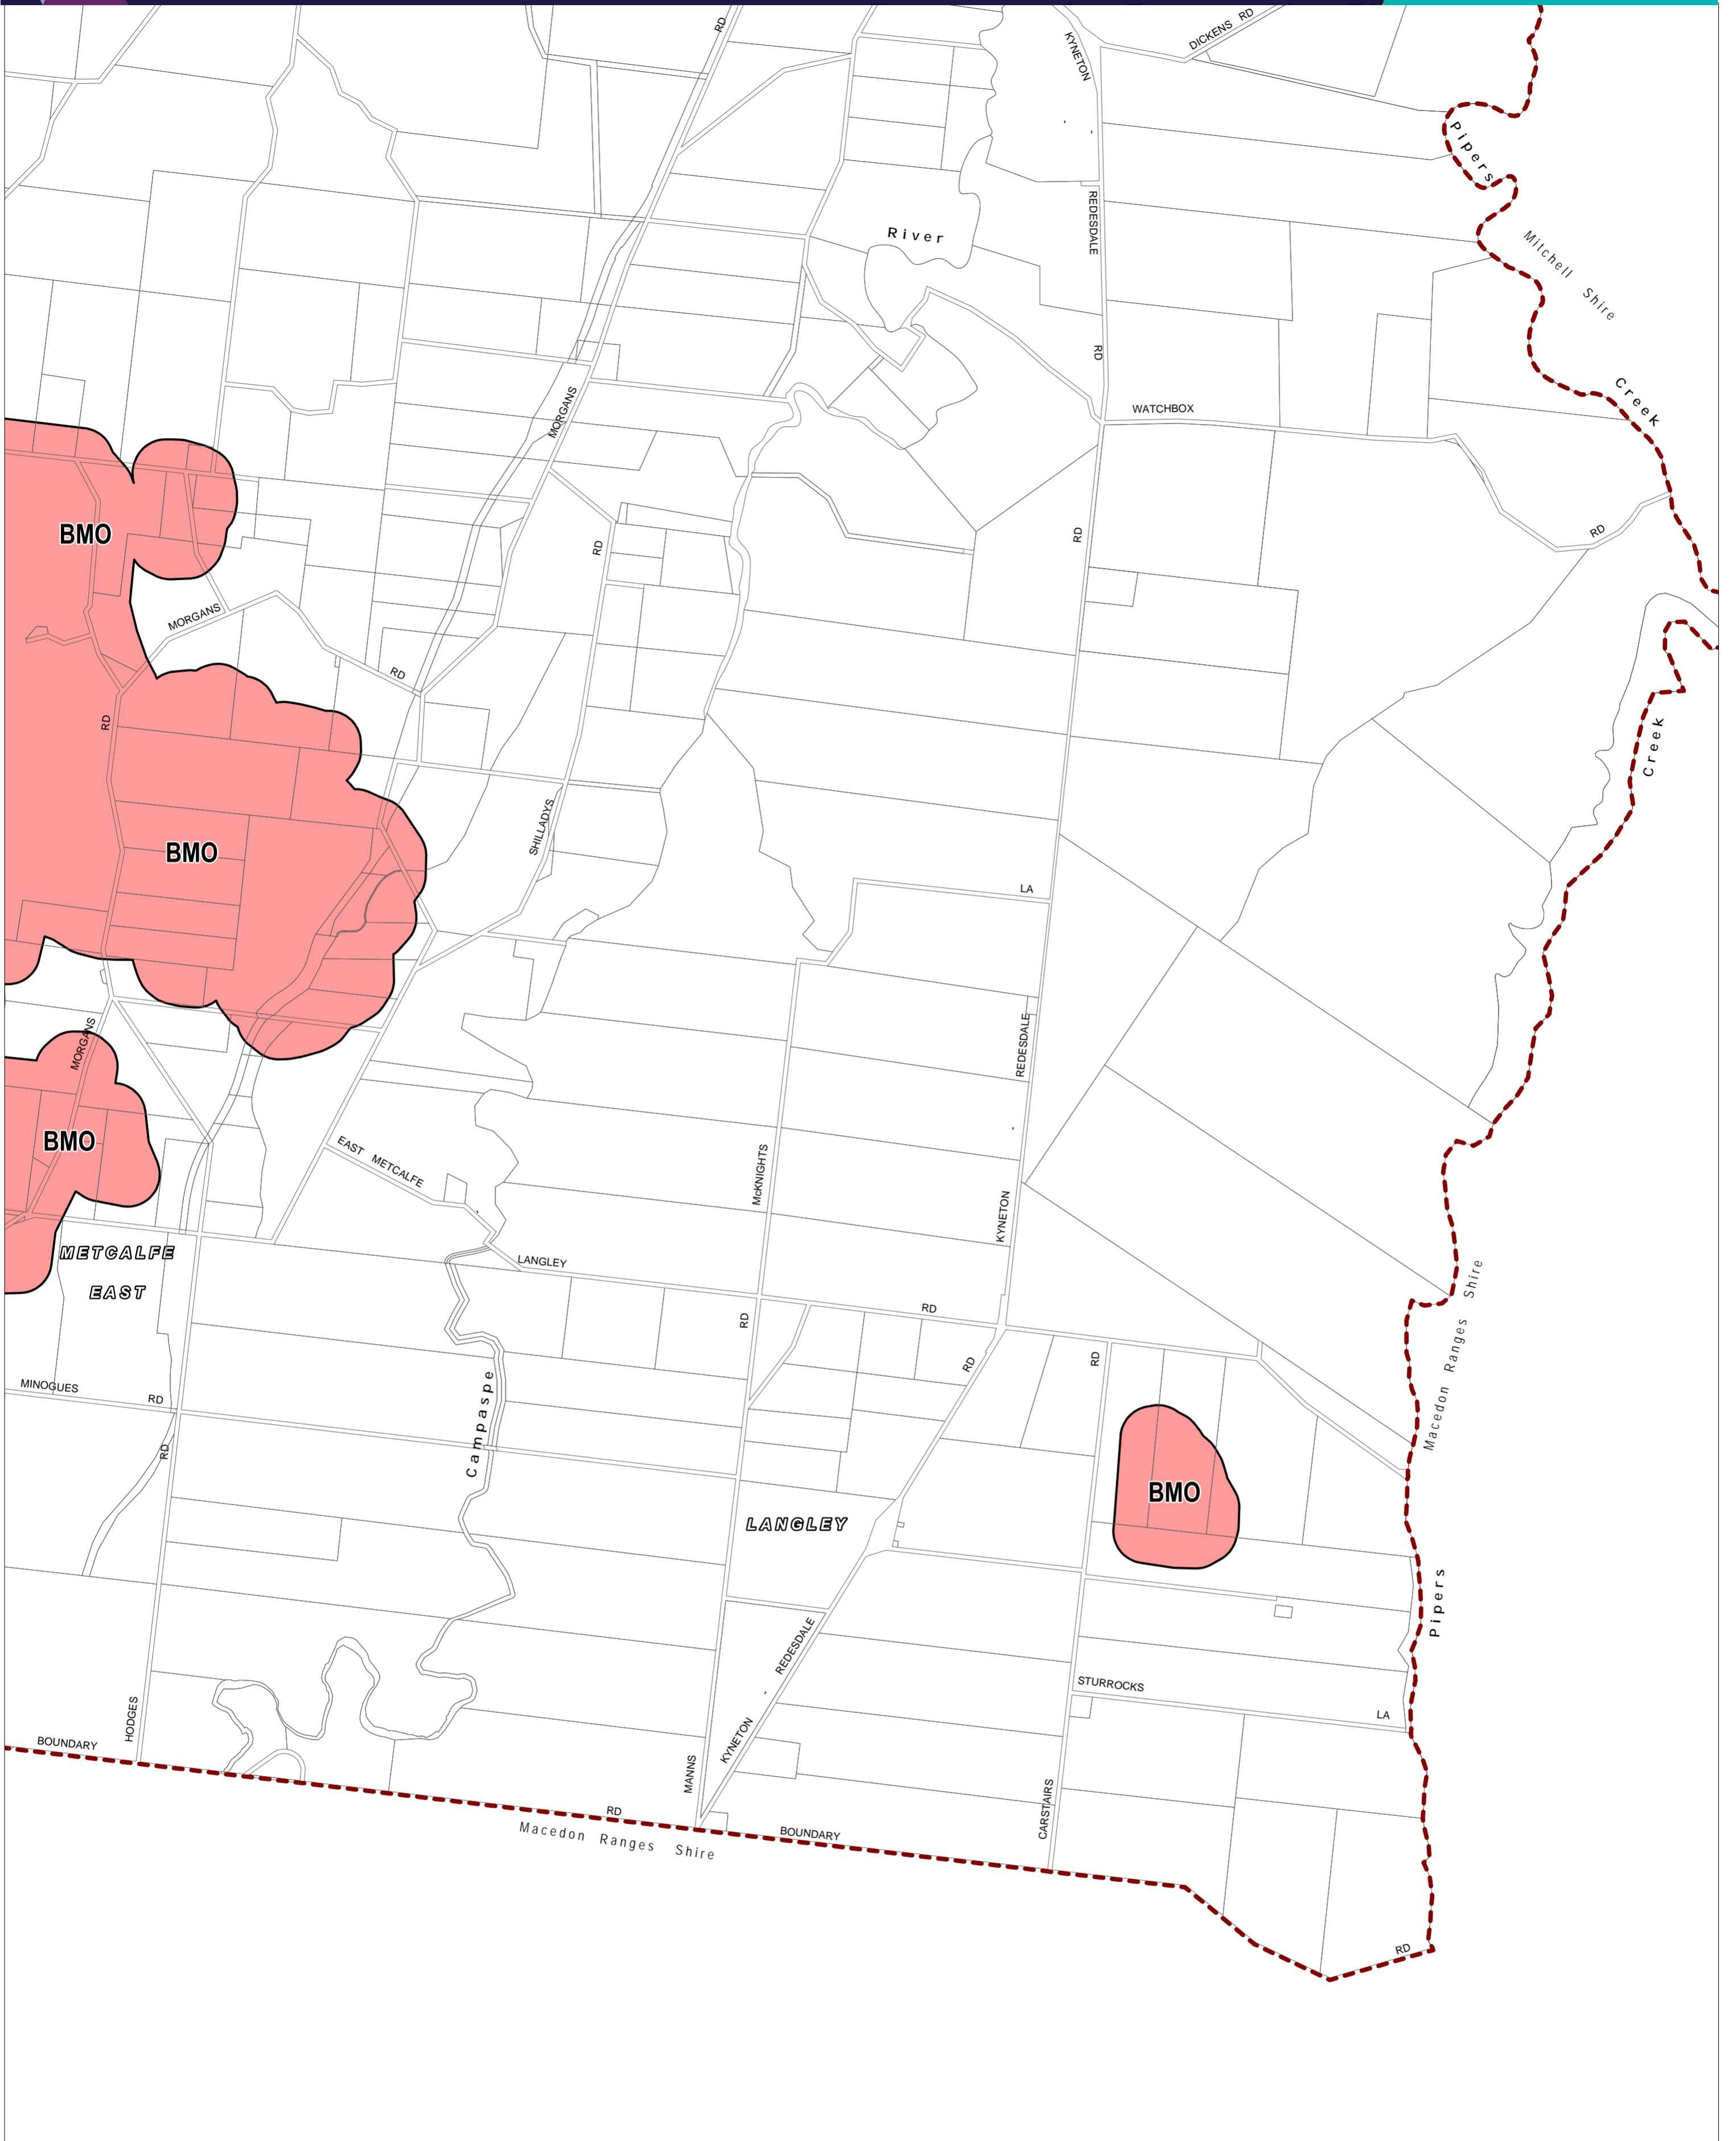 RD
DICKENS RD
KYNETON
Pipers
REDESDALE
River
Mitchell Shire
RD
Creek
MORGANS
WATCHBOX
BMO
RD
RD
RD
MORGANS
RD
RD
Creek
SHILLADYS
BMO
LA
MORGANS
REDESDALE
BMO
EAST METCALFE
McKNIGHTS
KYNETON
METCALFE
EAST
LANGLEY
RD
RD
Macedon Ranges Shire
RD
RD
MINOGUES
RD
RD
Campaspe
BMO
LANGLEY
Pipers
REDESDALE
STURROCKS
LA
HODGES
BOUNDARY
KYNETON
MANNS
CARSTAIRS
RD
BOUNDARY
Macedon Ranges Shire
RD